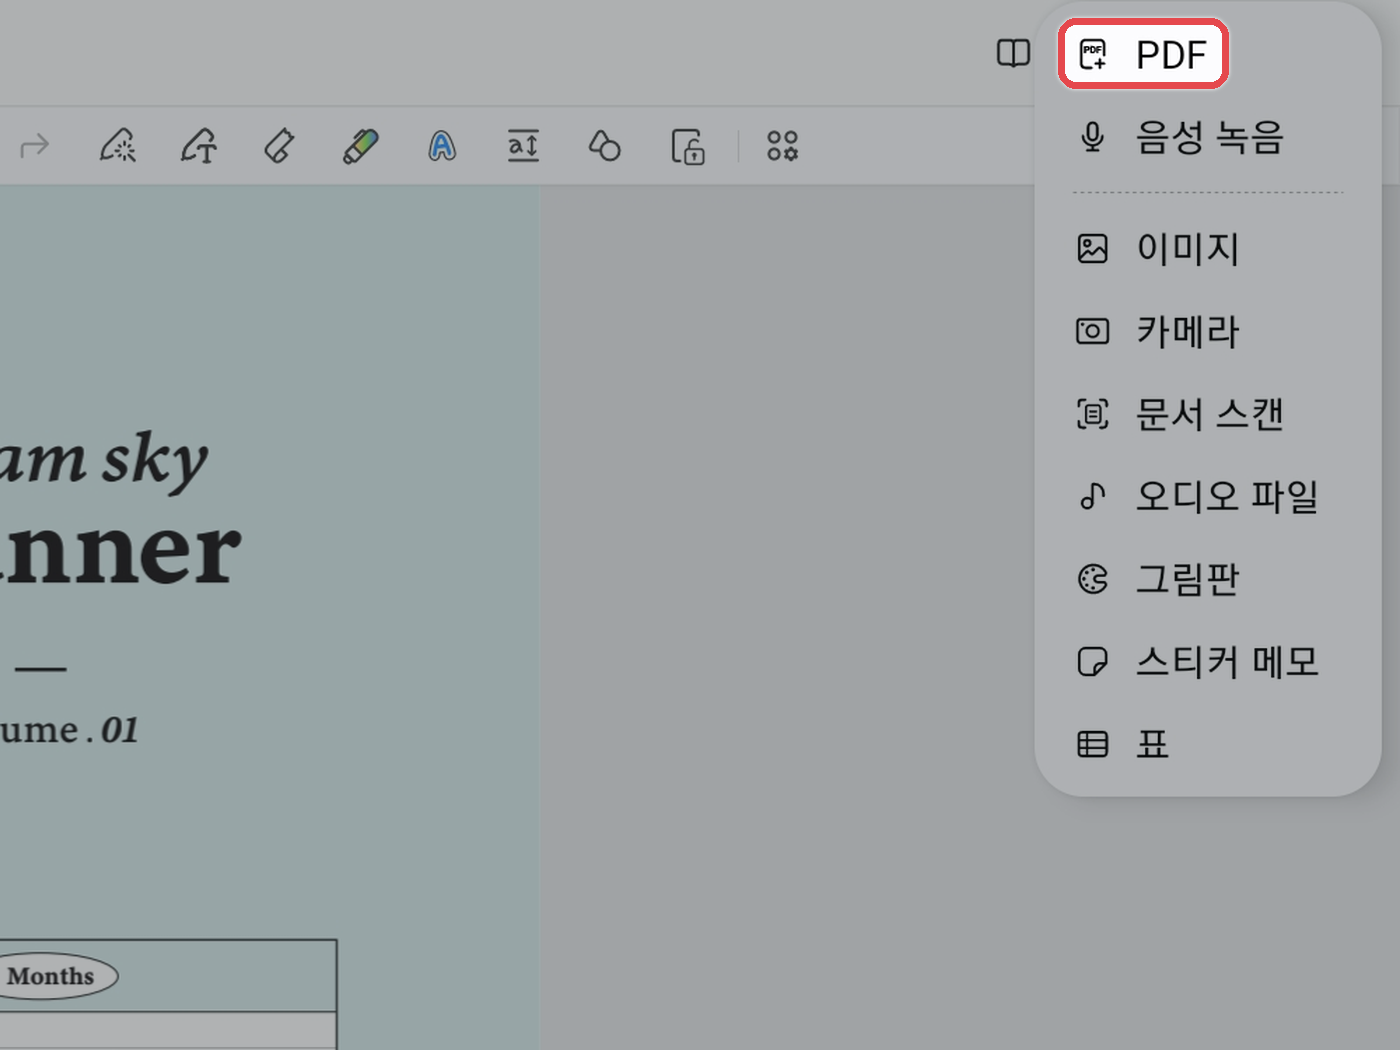 PDF
음성 녹음
이미지
카메라
문서 스캔
오디오 파일
그림판
스티커 메모
표
am sky
nner
—
ume . 01
Months